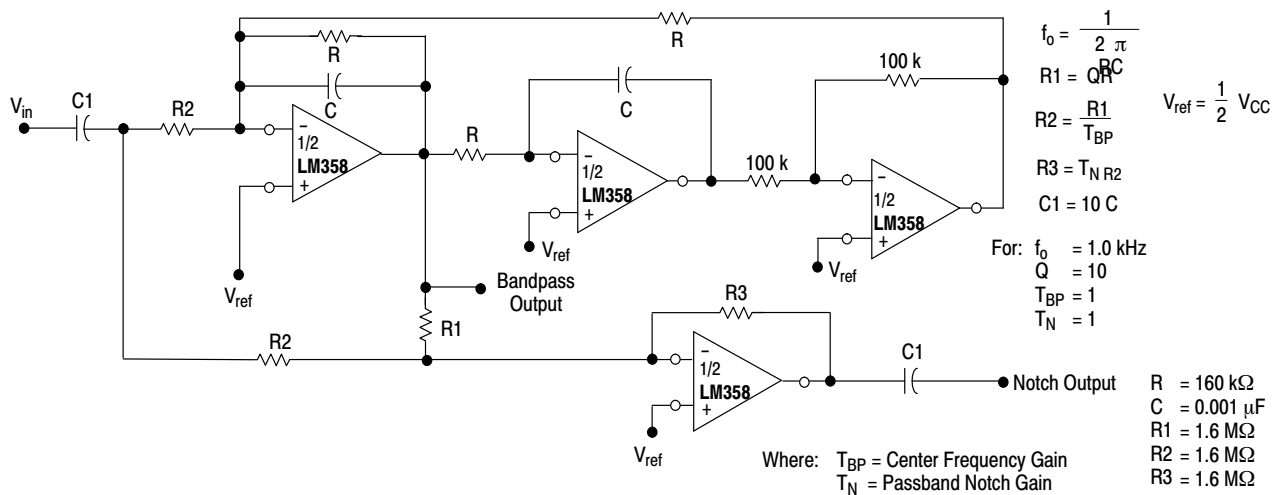 R
R
C
V_in
C1
R2
−
1/2
LM358
+
V_ref
R
C
−
1/2
LM358
+
V_ref
100 k
100 k
−
1/2
LM358
+
V_ref
Bandpass
Output
R1
R2
R3
−
1/2
LM358
+
V_ref
C1
Notch Output
f_o = 1 / 2 π RC
R1 = QR
R2 = R1 / T_BP
R3 = T_N R2
C1 = 10 C
V_ref = 1/2 V_CC
For: f_o = 1.0 kHz
Q = 10
T_BP = 1
T_N = 1
R = 160 kΩ
C = 0.001 μF
R1 = 1.6 MΩ
R2 = 1.6 MΩ
R3 = 1.6 MΩ
Where: T_BP = Center Frequency Gain
T_N = Passband Notch Gain